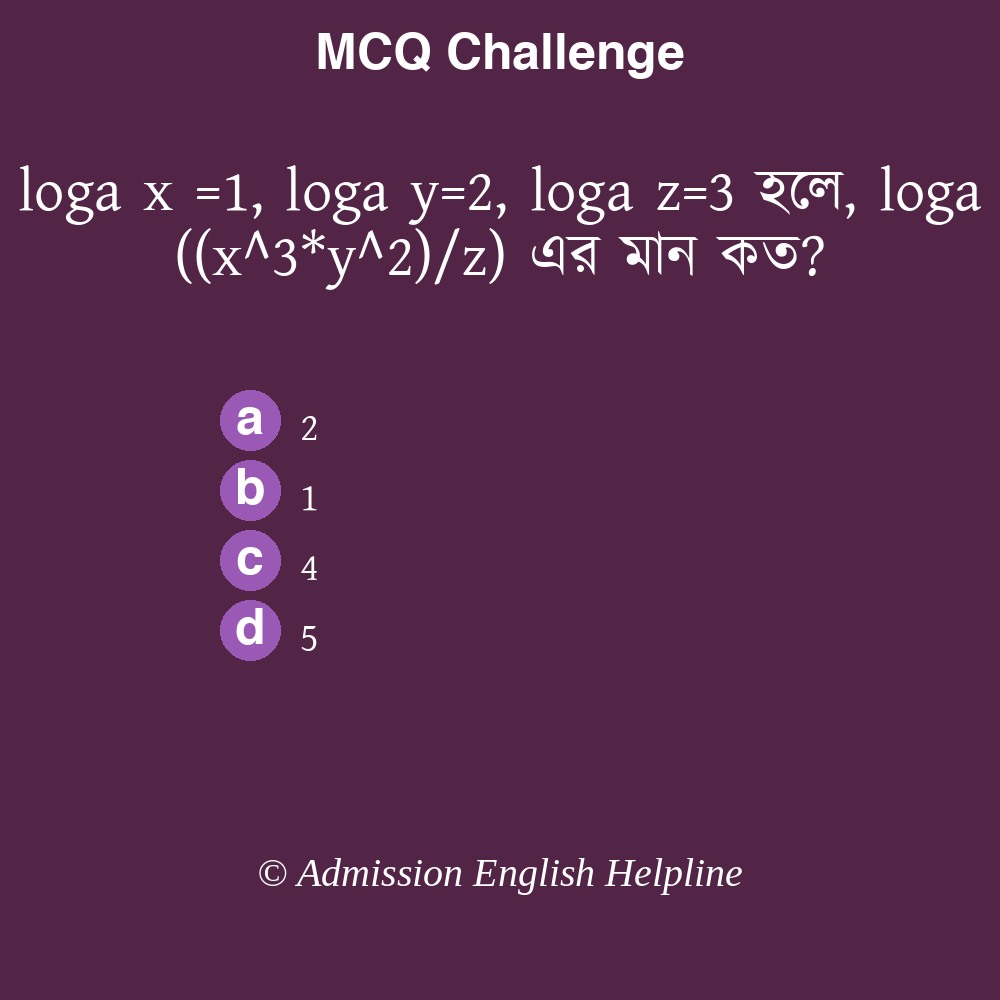 MCQ Challenge
loga x =1, loga y=2, loga z=3 হলে, loga
((x^3*y^2)/z) এর মান কত?
a 2
b 1
c 4
d 5
© Admission English Helpline